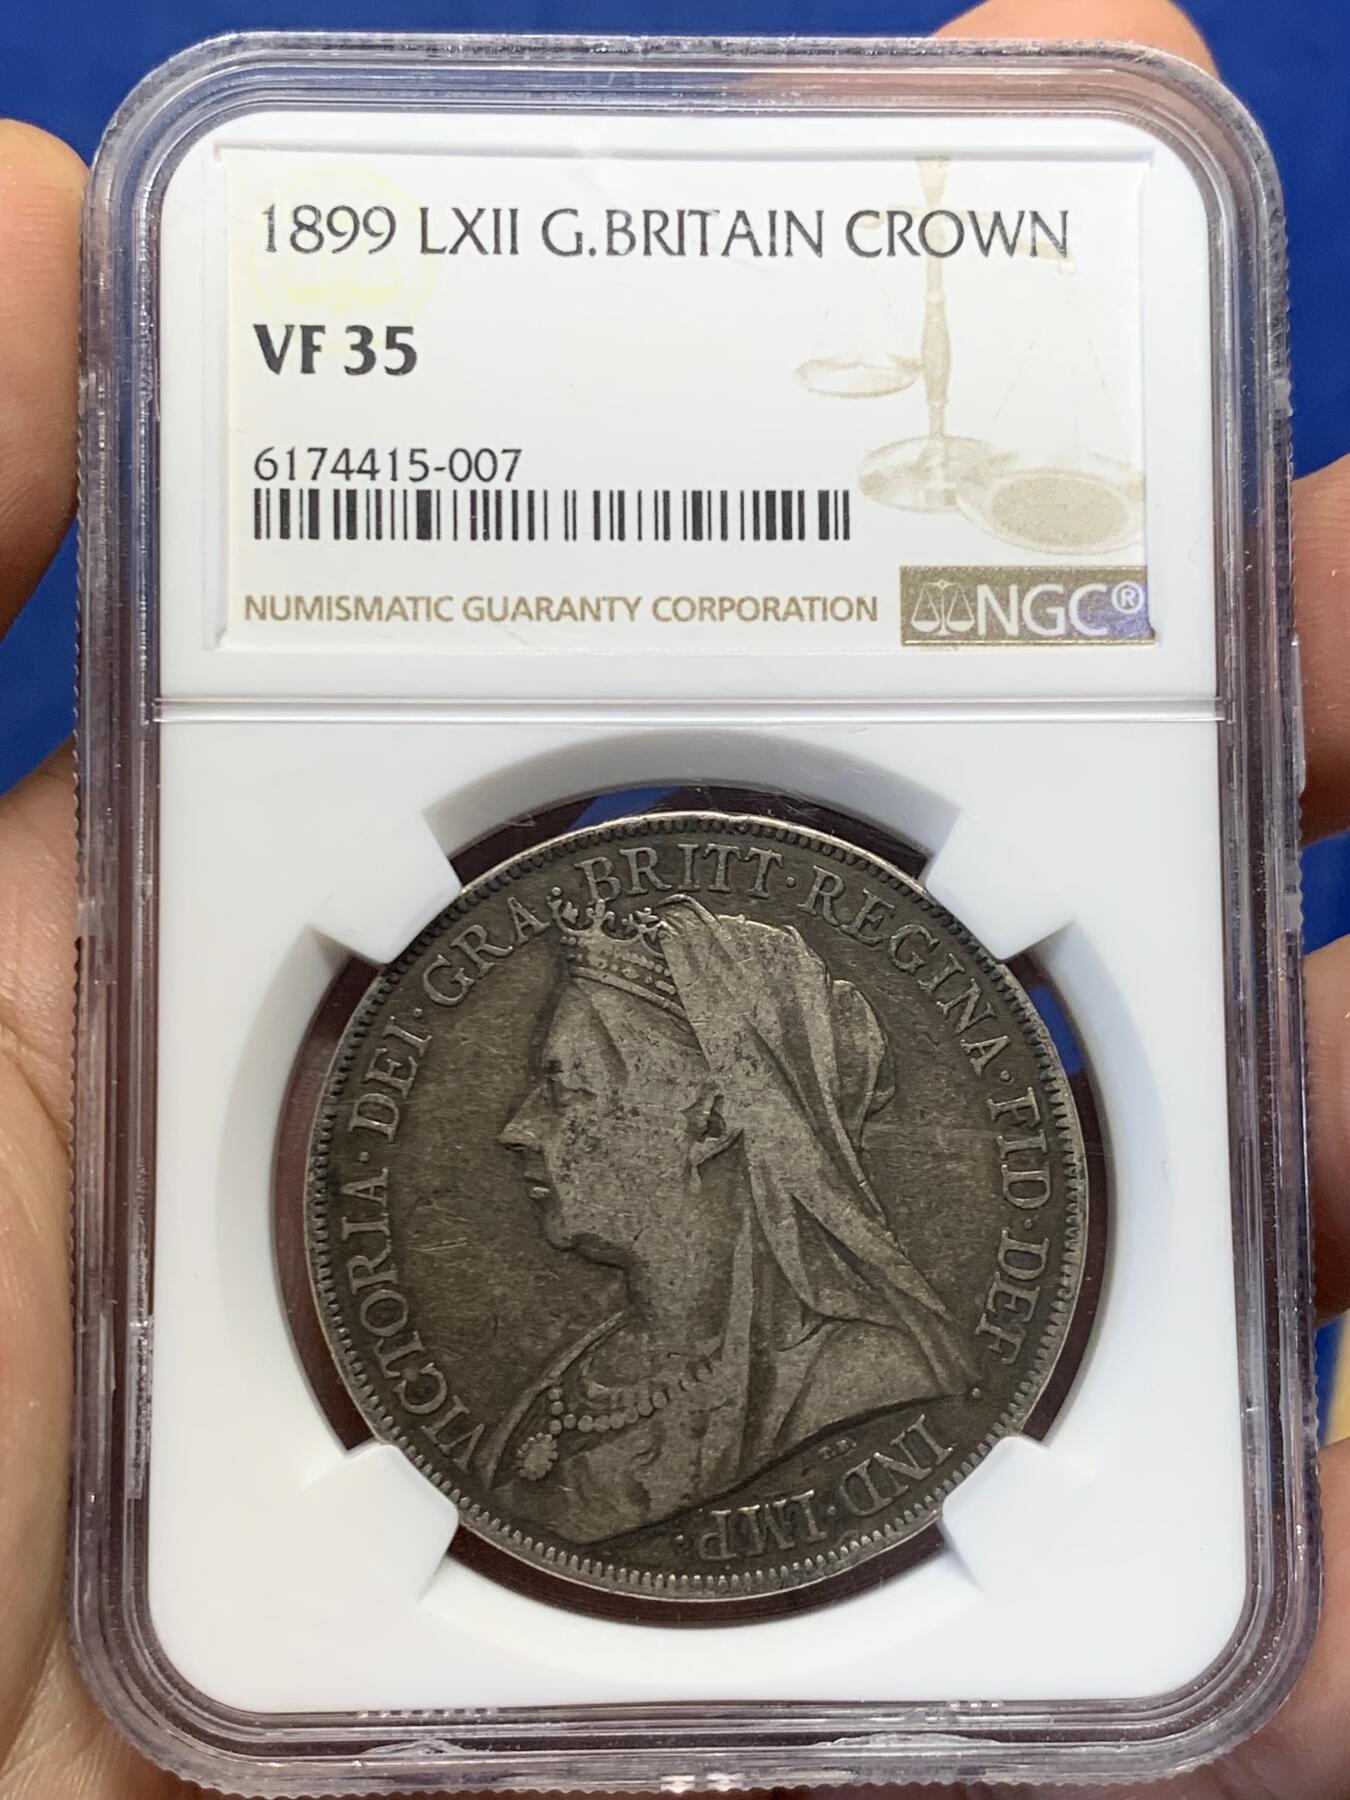 1899 LXII G.BRITAIN CROWN
VF 35
6174415-007
NUMISMATIC GUARANTY CORPORATION
NGC®
VICTORIA·DEI·GRA·BRITT·REGINA·FID·DEF·
IND·IMP·
T.B.